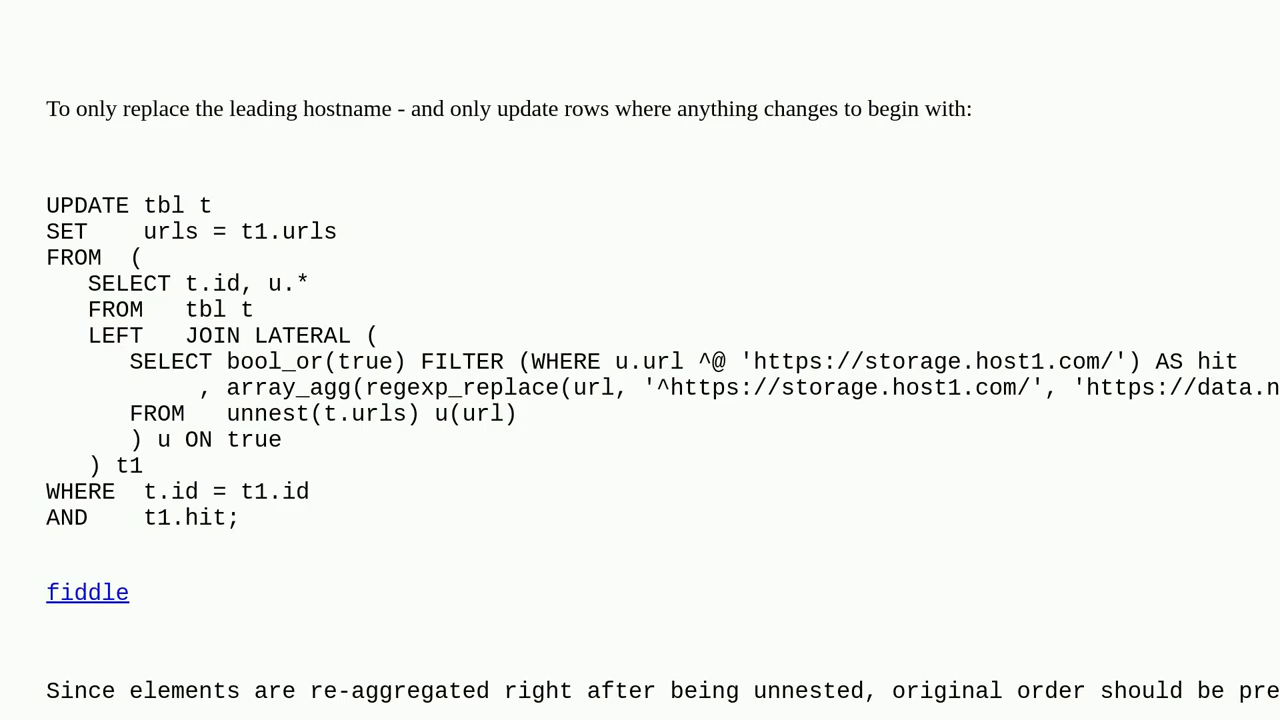 To only replace the leading hostname - and only update rows where anything changes to begin with:
UPDATE tbl t
SET    urls = t1.urls
FROM  (
   SELECT t.id, u.*
   FROM   tbl t
   LEFT   JOIN LATERAL (
      SELECT bool_or(true) FILTER (WHERE u.url ^@ 'https://storage.host1.com/') AS hit
           , array_agg(regexp_replace(url, '^https://storage.host1.com/', 'https://data.n
      FROM   unnest(t.urls) u(url)
      ) u ON true
   ) t1
WHERE  t.id = t1.id
AND    t1.hit;
fiddle
Since elements are re-aggregated right after being unnested, original order should be pre